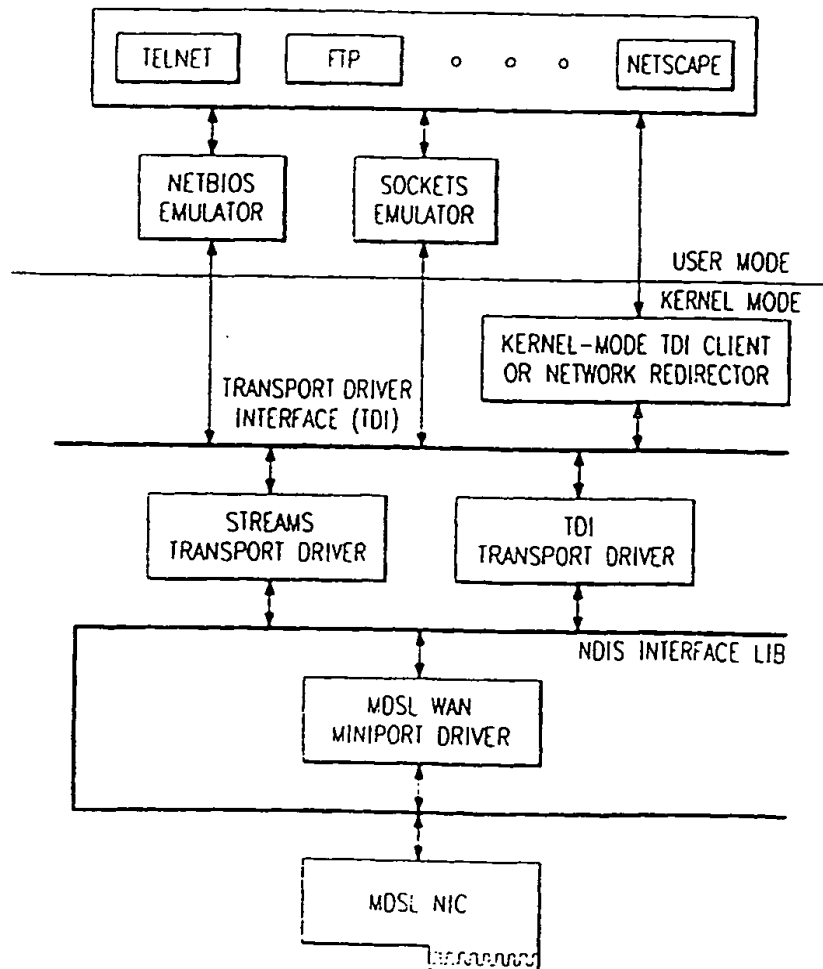 TELNET
FTP
NETSCAPE
NETBIOS
EMULATOR
SOCKETS
EMULATOR
USER MODE
KERNEL MODE
KERNEL-MODE TDI CLIENT
OR NETWORK REDIRECTOR
TRANSPORT DRIVER
INTERFACE (TDI)
STREAMS
TRANSPORT DRIVER
TDI
TRANSPORT DRIVER
NDIS INTERFACE LIB
MDSL WAN
MINIPORT DRIVER
MDSL NIC